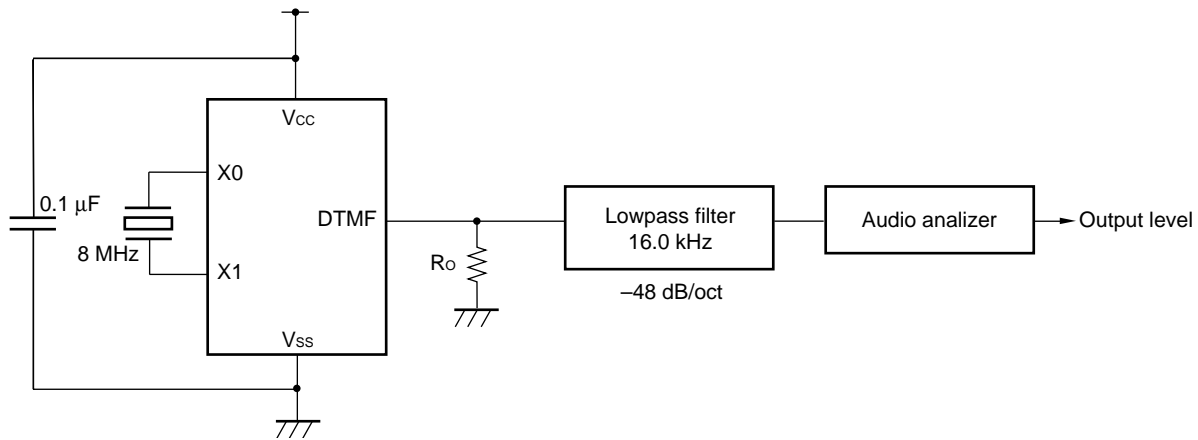 VCC
X0
0.1 μF
DTMF
Lowpass filter
16.0 kHz
Audio analizer
Output level
8 MHz
X1
RO
–48 dB/oct
VSS